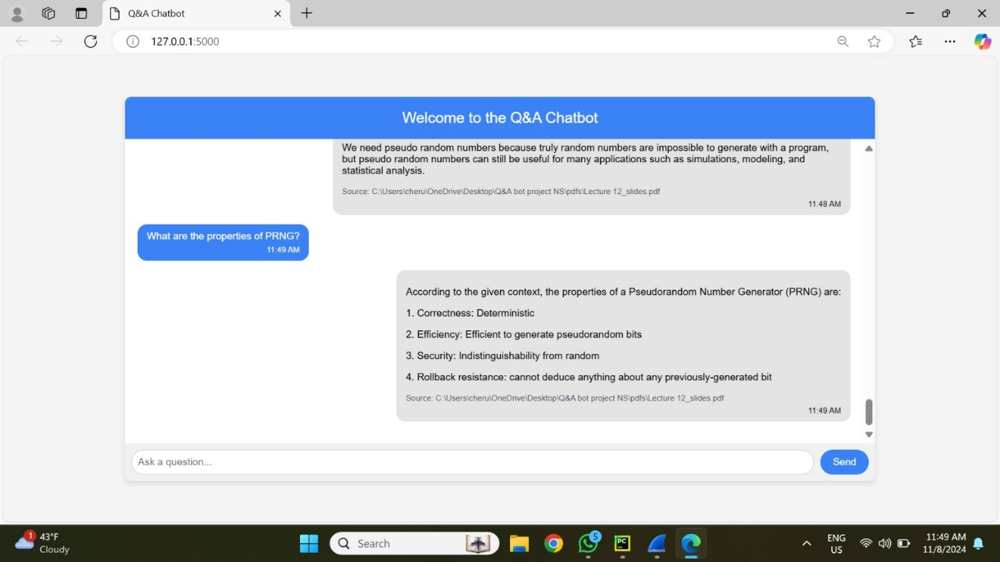 Q&A Chatbot
127.0.0.1:5000
Welcome to the Q&A Chatbot
We need pseudo random numbers because truly random numbers are impossible to generate with a program,
but pseudo random numbers can still be useful for many applications such as simulations, modeling, and
statistical analysis.
Source: C:\Users\cheru\OneDrive\Desktop\Q&A bot project NS\pdfs\Lecture 12_slides.pdf
11:48 AM
What are the properties of PRNG?
11:49 AM
According to the given context, the properties of a Pseudorandom Number Generator (PRNG) are:
1. Correctness: Deterministic
2. Efficiency: Efficient to generate pseudorandom bits
3. Security: Indistinguishability from random
4. Rollback resistance: cannot deduce anything about any previously-generated bit
Source: C:\Users\cheru\OneDrive\Desktop\Q&A bot project NS\pdfs\Lecture 12_slides.pdf
11:49 AM
Ask a question...
Send
1
43°F
Cloudy
Search
5
PC
ENG
US
11:49 AM
11/8/2024